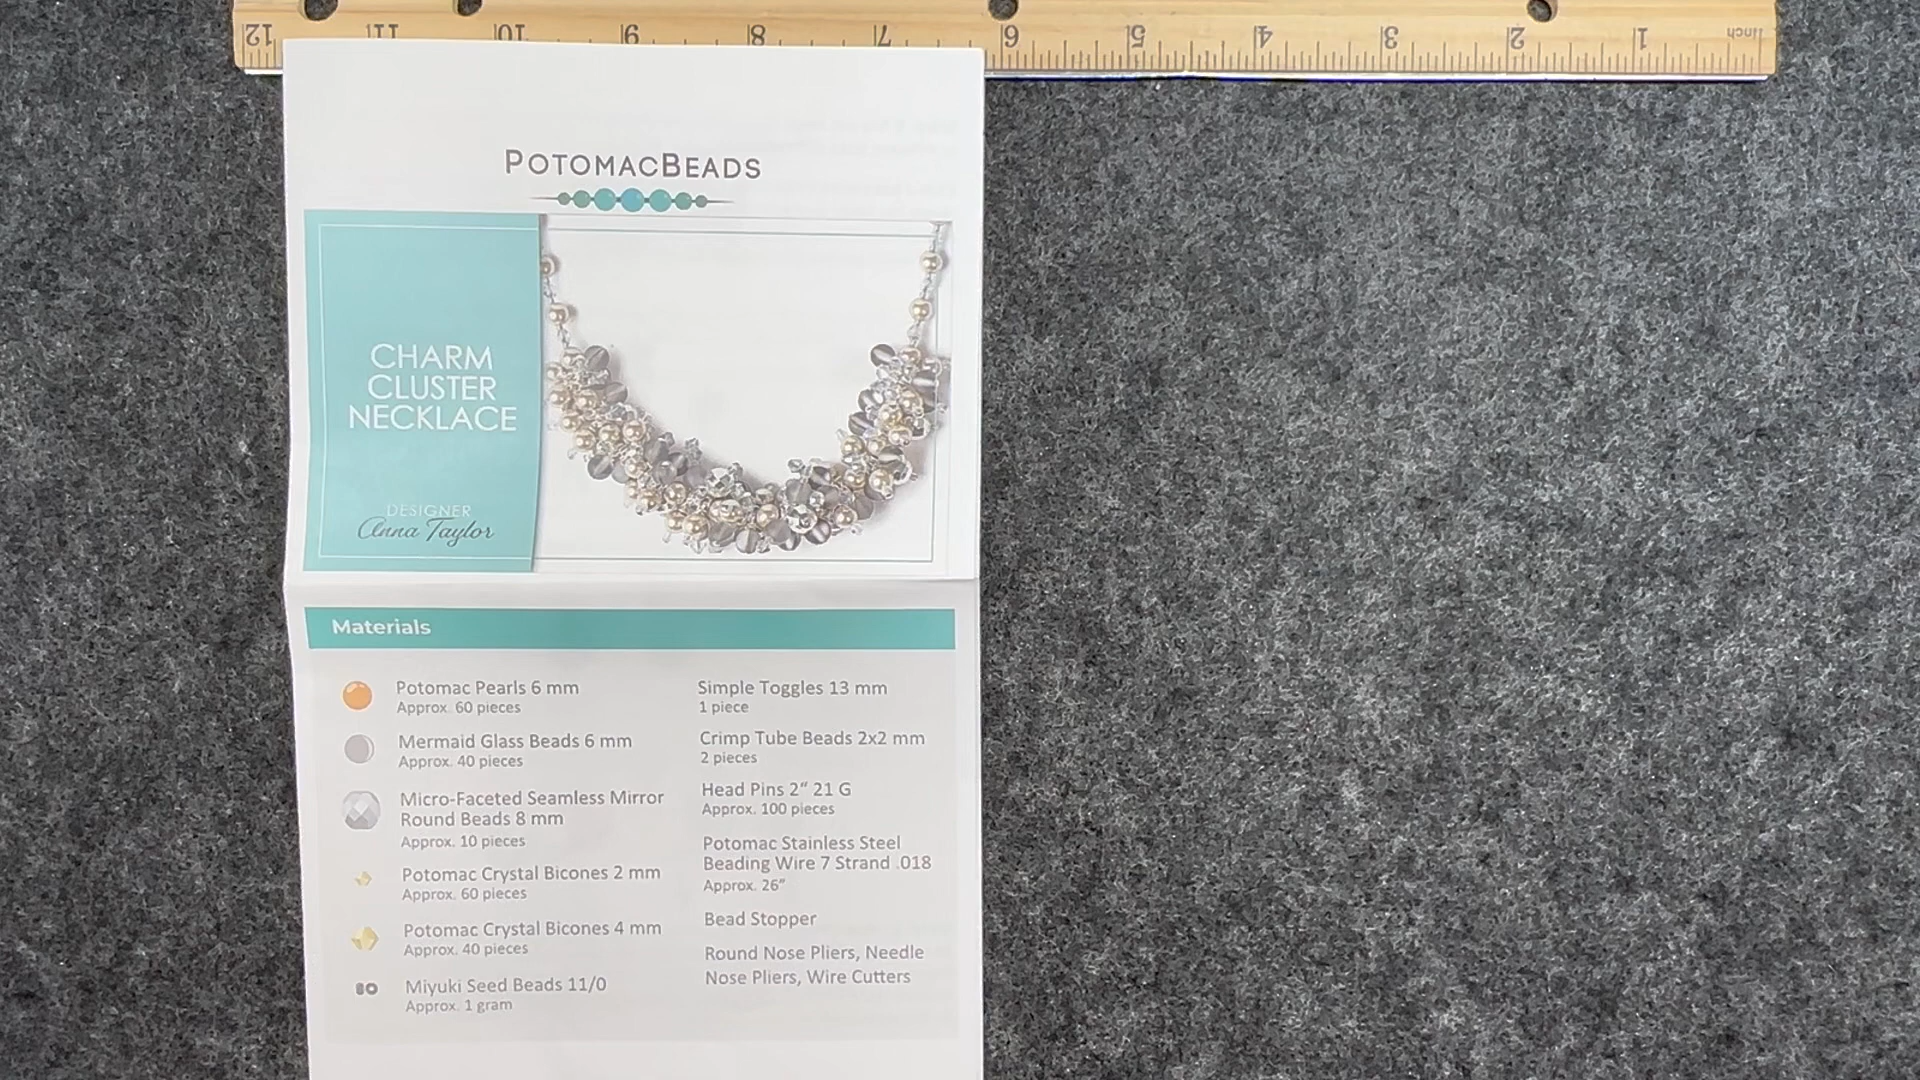 12 11 10 9 8 7 6 5 4 3 2 1 inch
POTOMACBEADS
CHARM
CLUSTER
NECKLACE
DESIGNER
Anna Taylor
Materials
Potomac Pearls 6 mm
Approx. 60 pieces
Mermaid Glass Beads 6 mm
Approx. 40 pieces
Micro-Faceted Seamless Mirror
Round Beads 8 mm
Approx. 10 pieces
Potomac Crystal Bicones 2 mm
Approx. 60 pieces
Potomac Crystal Bicones 4 mm
Approx. 40 pieces
Miyuki Seed Beads 11/0
Approx. 1 gram
Simple Toggles 13 mm
1 piece
Crimp Tube Beads 2x2 mm
2 pieces
Head Pins 2” 21 G
Approx. 100 pieces
Potomac Stainless Steel
Beading Wire 7 Strand .018
Approx. 26”
Bead Stopper
Round Nose Pliers, Needle
Nose Pliers, Wire Cutters